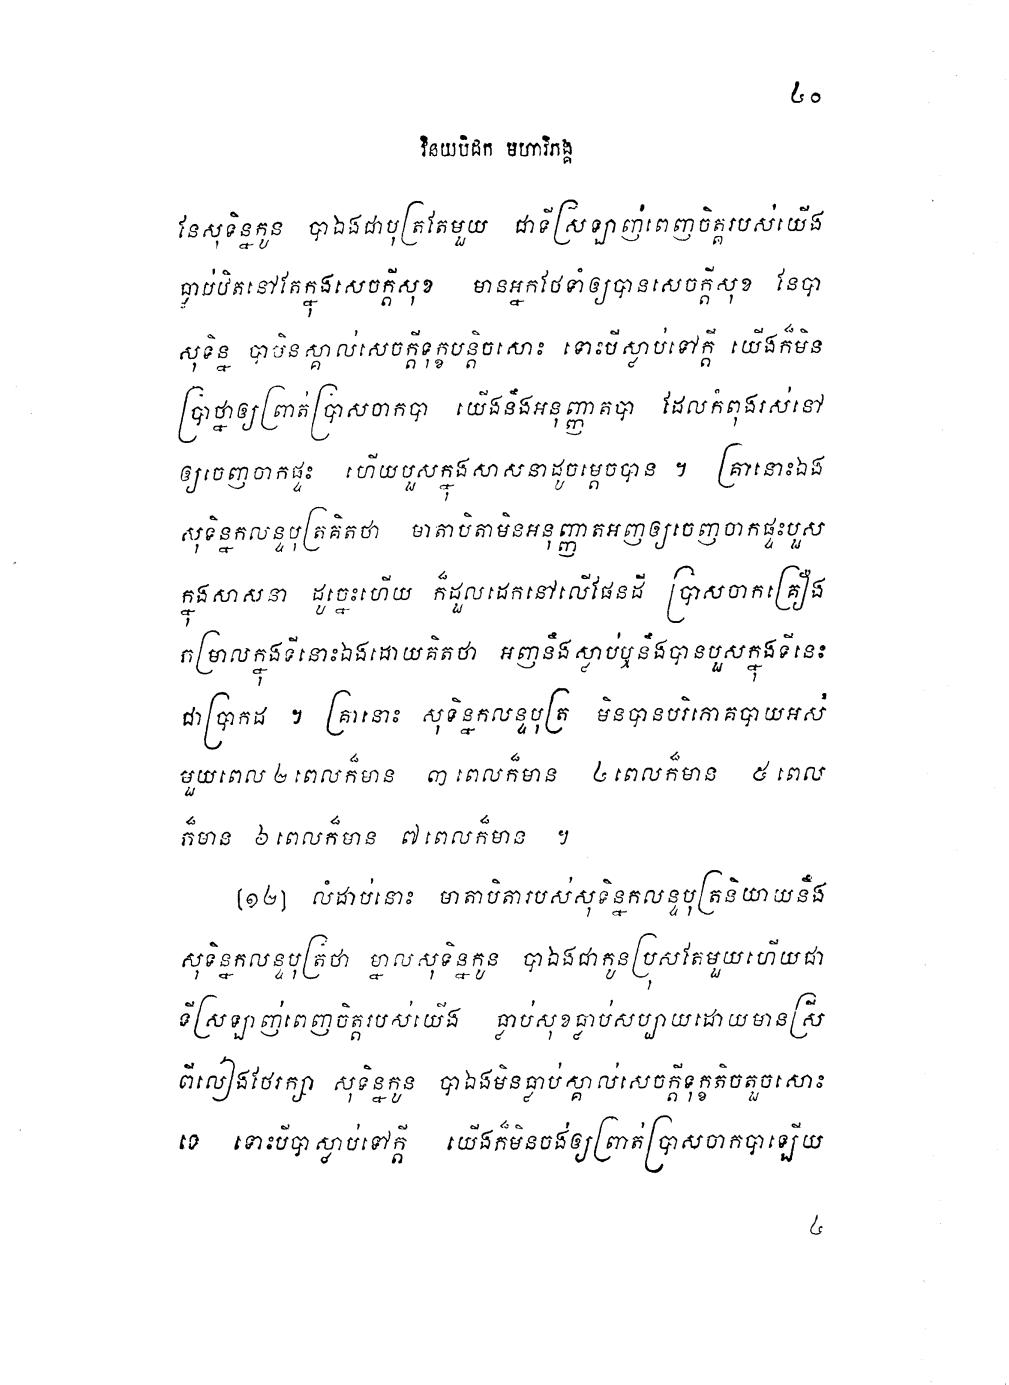 ៤០
វិនយបិដក មហាវិភង្គ
នែសុទិន្នកូន បាឯងជាបុត្រតែមួយ ជាទីស្រឡាញ់ពេញចិត្តរបស់យើង
ធ្លាប់ឋិតនៅតែក្នុងសេចក្តីសុខ មានអ្នកថែទាំឲ្យបានសេចក្តីសុខ នែបា
សុទិន្ន បាមិនស្គាល់សេចក្តីទុក្ខបន្តិចសោះ ទោះបីស្លាប់ទៅក្តី យើងក៏មិន
ប្រាថ្នាឲ្យព្រាត់ប្រាសចាកបា យើងនឹងអនុញ្ញាតបា ដែលកំពុងរស់នៅ
ឲ្យចេញចាកផ្ទះ ហើយបួសក្នុងសាសនាដូចម្តេចបាន ។ គ្រានោះឯង
សុទិន្នកលន្ទបុត្រគិតថា មាតាបិតាមិនអនុញ្ញាតអញឲ្យចេញចាកផ្ទះបួស
ក្នុងសាសនា ដូច្នេះហើយ ក៏ដួលដេកនៅលើផែនដី ប្រាសចាកគ្រឿង
កម្រាលក្នុងទីនោះឯងដោយគិតថា អញនឹងស្លាប់ឬនឹងបានបួសក្នុងទីនេះ
ជាប្រាកដ ។ គ្រានោះ សុទិន្នកលន្ទបុត្រ មិនបានបរិភោគបាយអស់
មួយពេល ២ ពេលក៏មាន ៣ ពេលក៏មាន ៤ ពេលក៏មាន ៥ ពេល
ក៏មាន ៦ ពេលក៏មាន ៧ ពេលក៏មាន ។
[១៤] លំដាប់នោះ មាតាបិតារបស់សុទិន្នកលន្ទបុត្រនិយាយនឹង
សុទិន្នកលន្ទបុត្រថា ម្នាលសុទិន្នកូន បាឯងជាកូនប្រុសតែមួយហើយជា
ទីស្រឡាញ់ពេញចិត្តរបស់យើង ធ្លាប់សុខធ្លាប់សប្បាយដោយមានស្រី
ពីលៀងថែរក្សា សុទិន្នកូន បាឯងមិនធ្លាប់ស្គាល់សេចក្តីទុក្ខតិចតួចសោះ
ទេ ទោះបីបាស្លាប់ទៅក្តី យើងក៏មិនចង់ឲ្យព្រាត់ប្រាសចាកបាឡើយ
៤